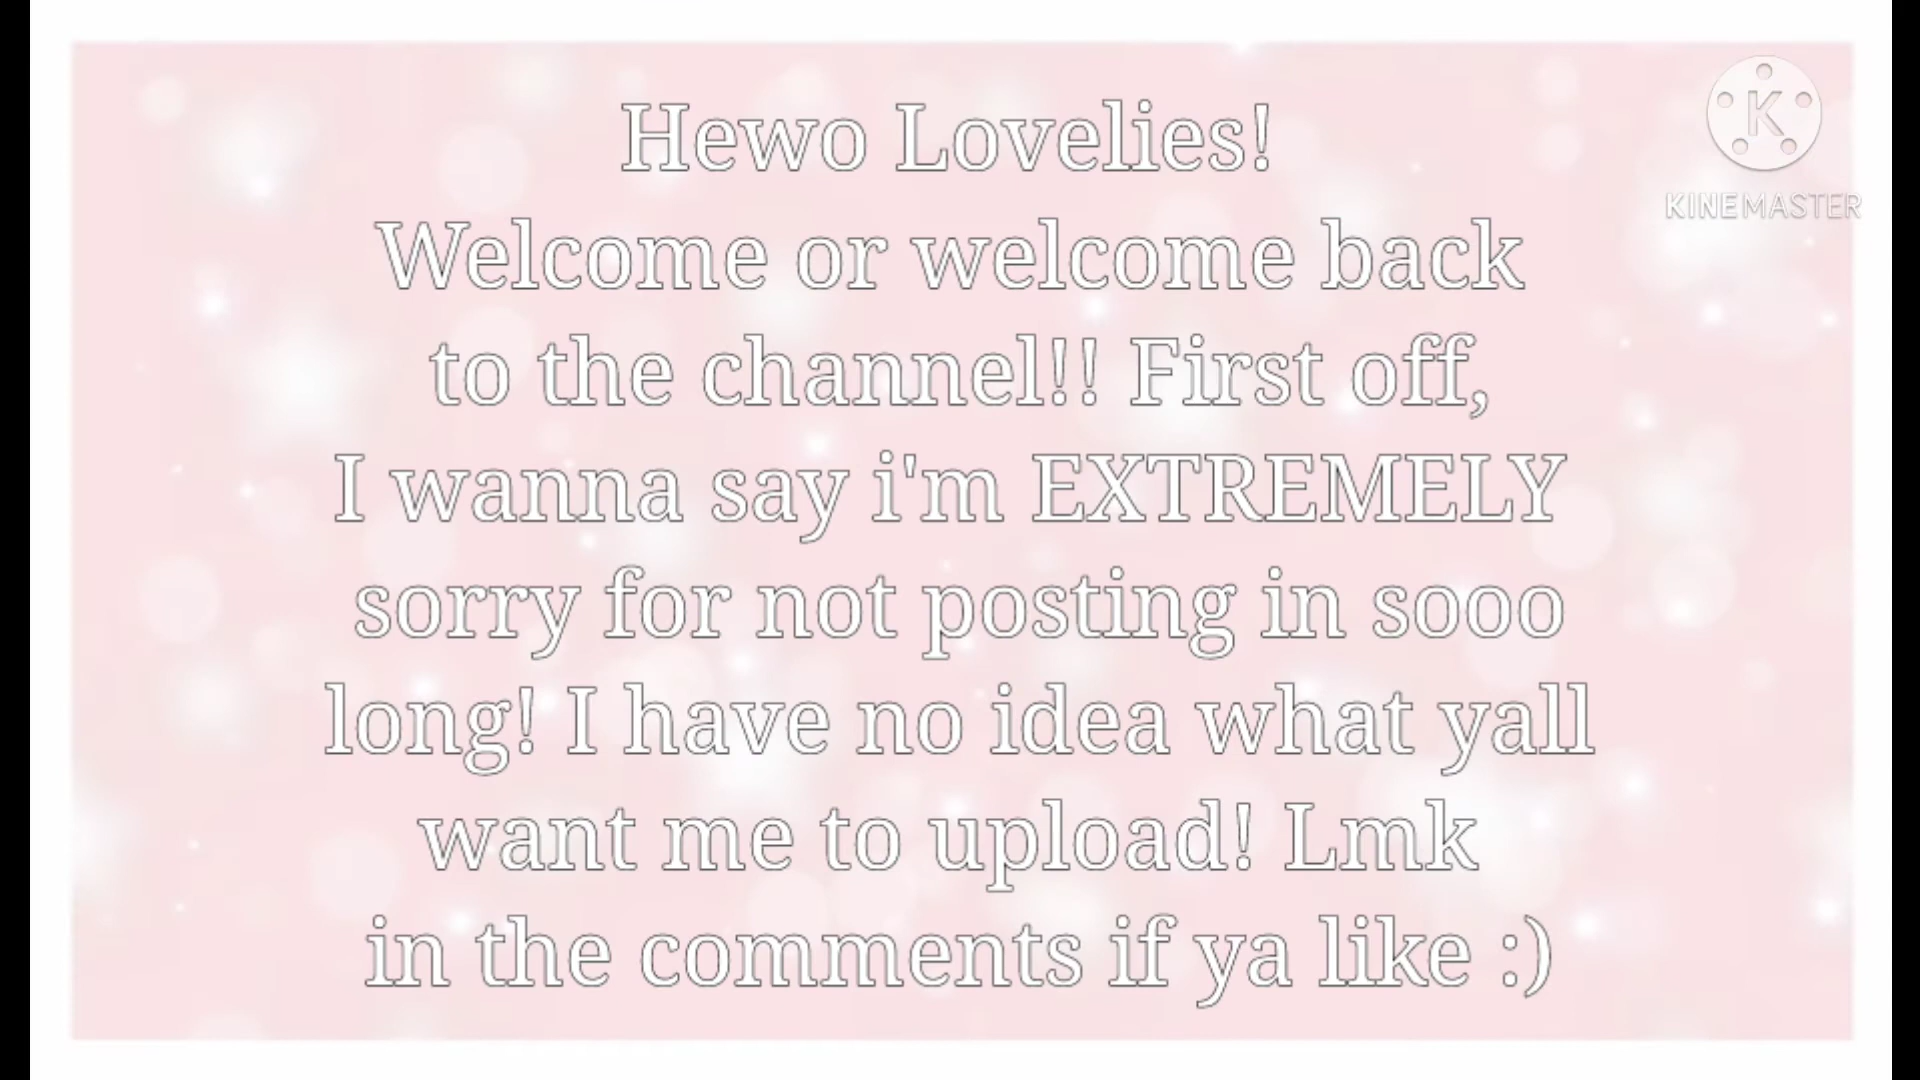 Hewo Lovelies!
Welcome or welcome back
to the channel!! First off,
I wanna say i'm EXTREMELY
sorry for not posting in sooo
long! I have no idea what yall
want me to upload! Lmk
in the comments if ya like :)
K
KINEMASTER